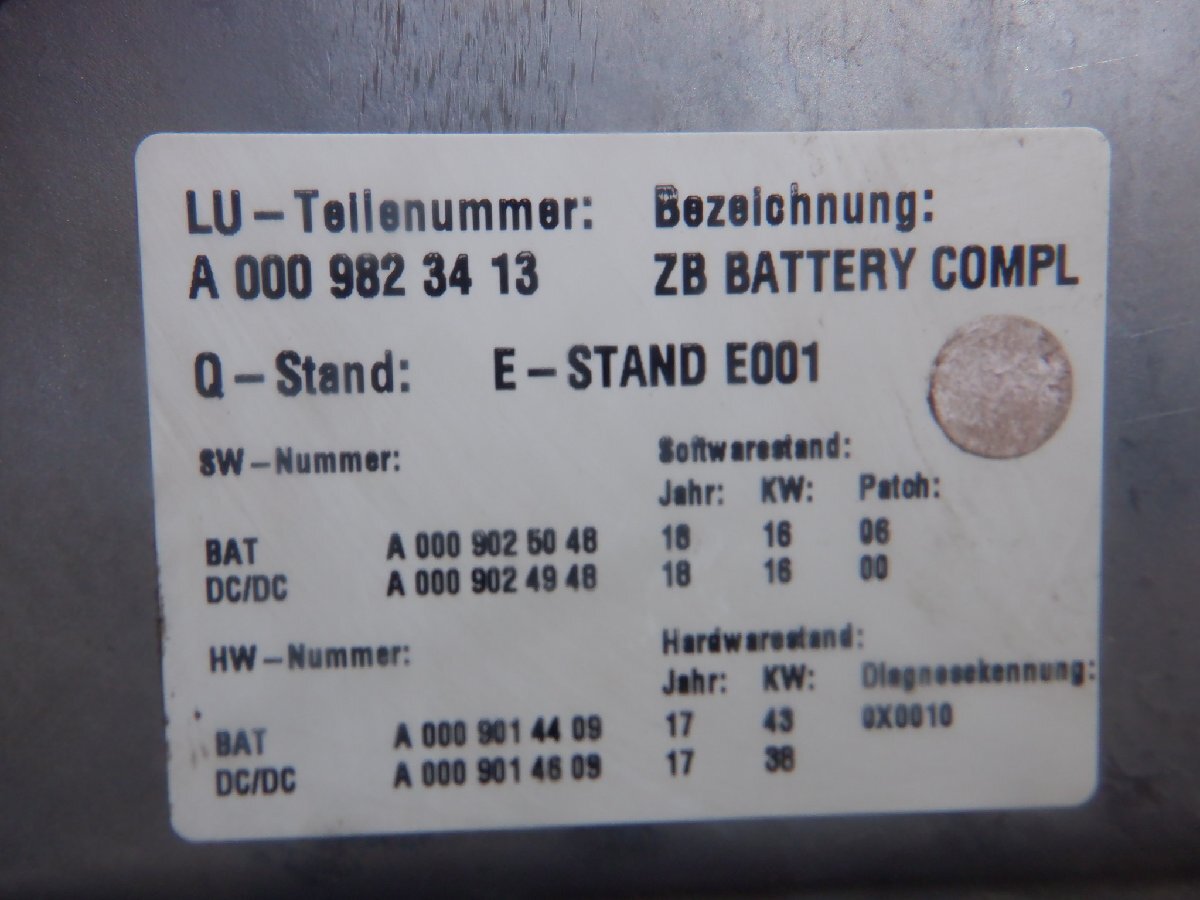 LU-Teilenummer: Bezeichnung:
A 000 982 34 13 ZB BATTERY COMPL
Q-Stand: E-STAND E001
SW-Nummer: Softwarestand:
Jahr: KW: Patch:
BAT A 000 902 50 48 18 16 06
DC/DC A 000 902 49 48 18 16 00
HW-Nummer: Hardwarestand:
Jahr: KW: Diagnosekennung:
BAT A 000 901 44 09 17 43 0X0010
DC/DC A 000 901 46 09 17 38